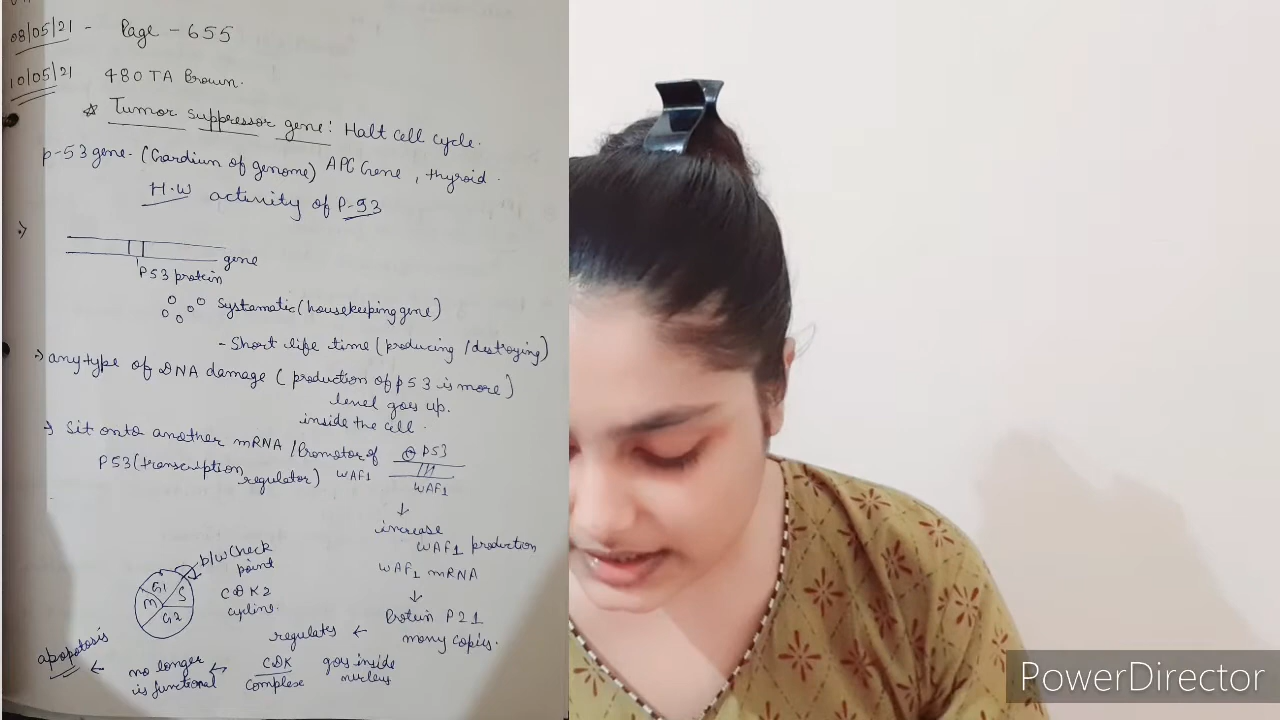 08/05/21 - Page - 655
10/05/21 480 TA Brown.
☆ Tumor suppressor gene: Halt cell cycle.
p-53 gene- (Gardium of genome) APC Gene, thyroid.
H.W activity of P-53
gene
P53 protein
systamatic (housekeeping gene)
- Short life time (producing /destroying)
→ any type of DNA damage ( production of p53 is more)
level goes up.
inside the cell.
→ Sit onto another mRNA /Promotor of P53
P53 (transcription regulator) WAF1
WAF1
↓
increase
WAF1 production
WAF1 mRNA
↓
Protein P21
many copies.
b/w check point
CDK2
cycline.
G1
S
M
G2
regulates ←
goes inside nucleus
CDK complexe
no longer is functional ←
apopotosis ←
PowerDirector